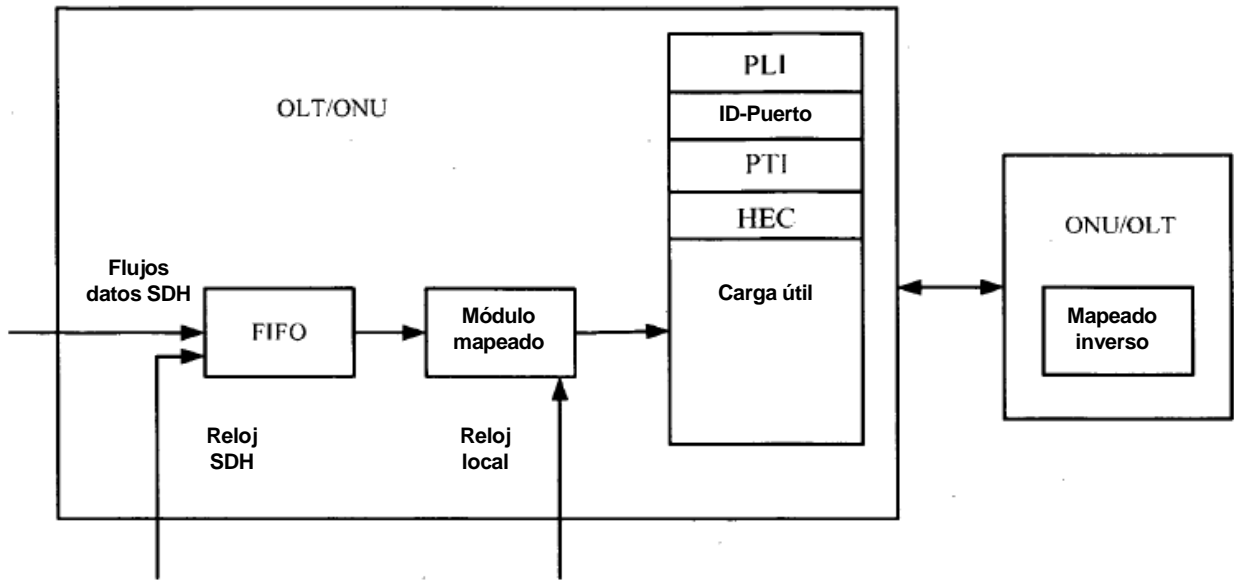 OLT/ONU
PLI
ID-Puerto
PTI
HEC
Carga útil
Flujos
datos SDH
FIFO
Módulo
mapeado
Reloj
SDH
Reloj
local
ONU/OLT
Mapeado
inverso